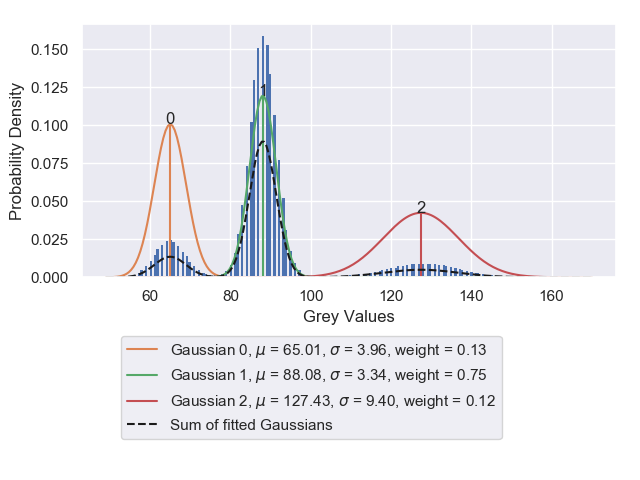 0.150
0.125
0.100
0.075
0.050
0.025
0.000
Probability Density
0
1
2
60 80 100 120 140 160
Grey Values
Gaussian 0, μ = 65.01, σ = 3.96, weight = 0.13
Gaussian 1, μ = 88.08, σ = 3.34, weight = 0.75
Gaussian 2, μ = 127.43, σ = 9.40, weight = 0.12
Sum of fitted Gaussians